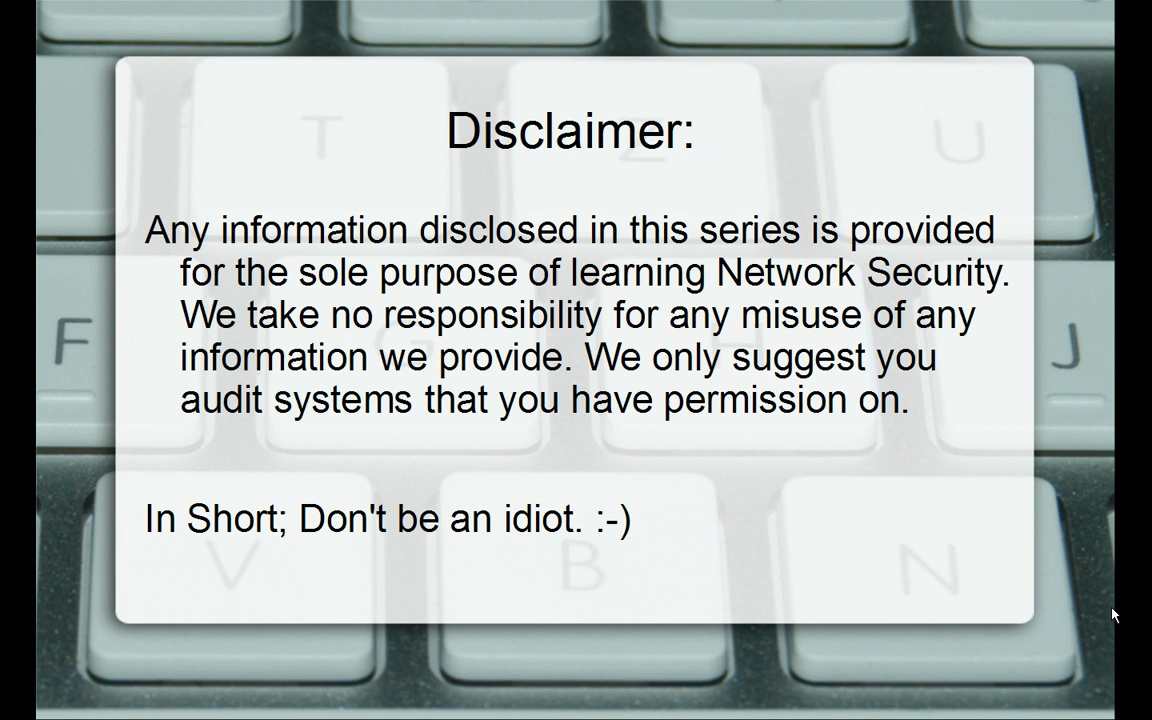 Disclaimer:
Any information disclosed in this series is provided
for the sole purpose of learning Network Security.
We take no responsibility for any misuse of any
information we provide. We only suggest you
audit systems that you have permission on.
In Short; Don't be an idiot. :-)
T Z U
F G H J
V B N